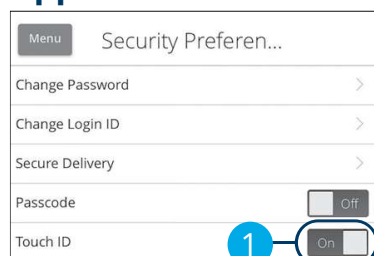 Menu Security Preferen...
Change Password
Change Login ID
Secure Delivery
Passcode Off
Touch ID 1 On